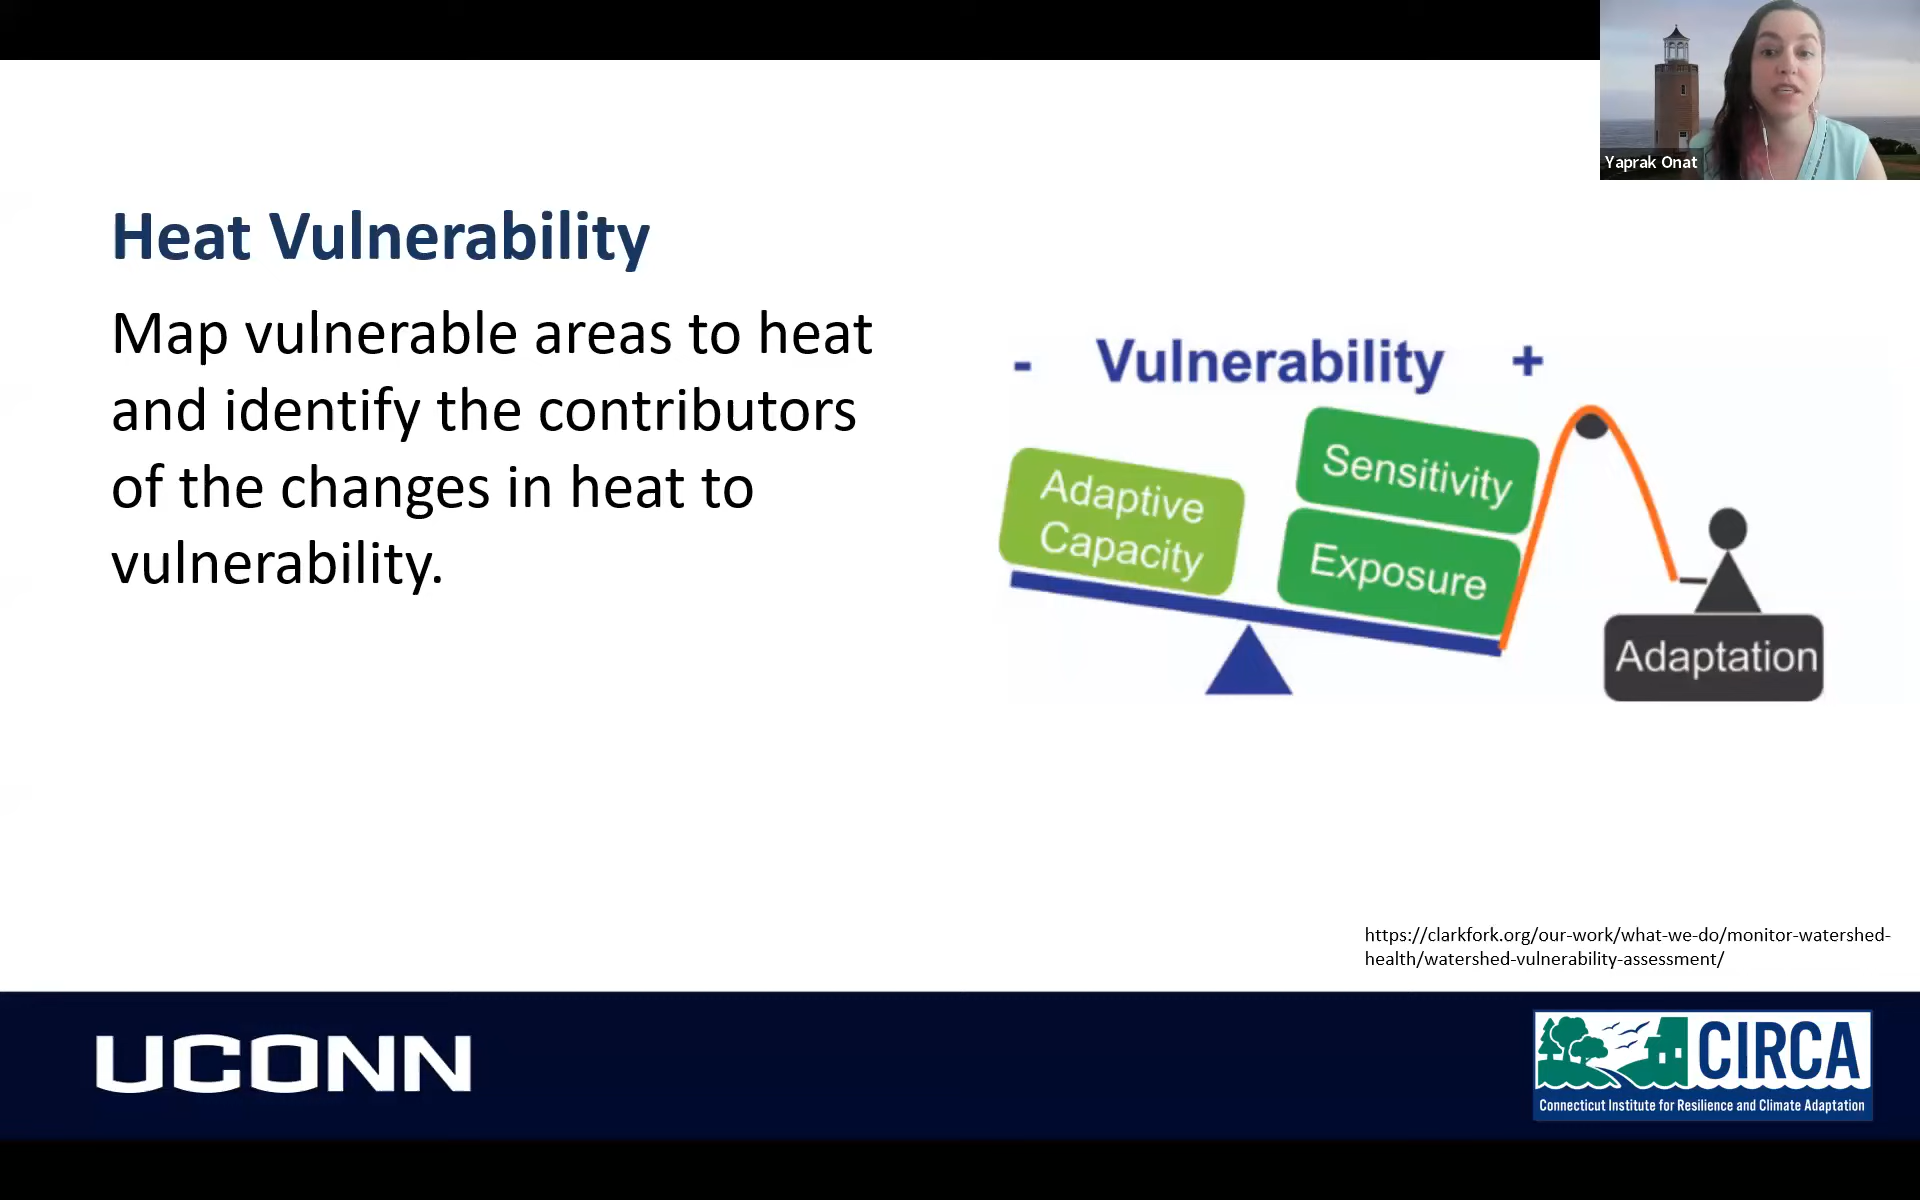 Yaprak Onat
Heat Vulnerability
Map vulnerable areas to heat
and identify the contributors
of the changes in heat to
vulnerability.
- Vulnerability +
Adaptive
Capacity
Sensitivity
Exposure
Adaptation
https://clarkfork.org/our-work/what-we-do/monitor-watershed-
health/watershed-vulnerability-assessment/
UCONN
CIRCA
Connecticut Institute for Resilience and Climate Adaptation